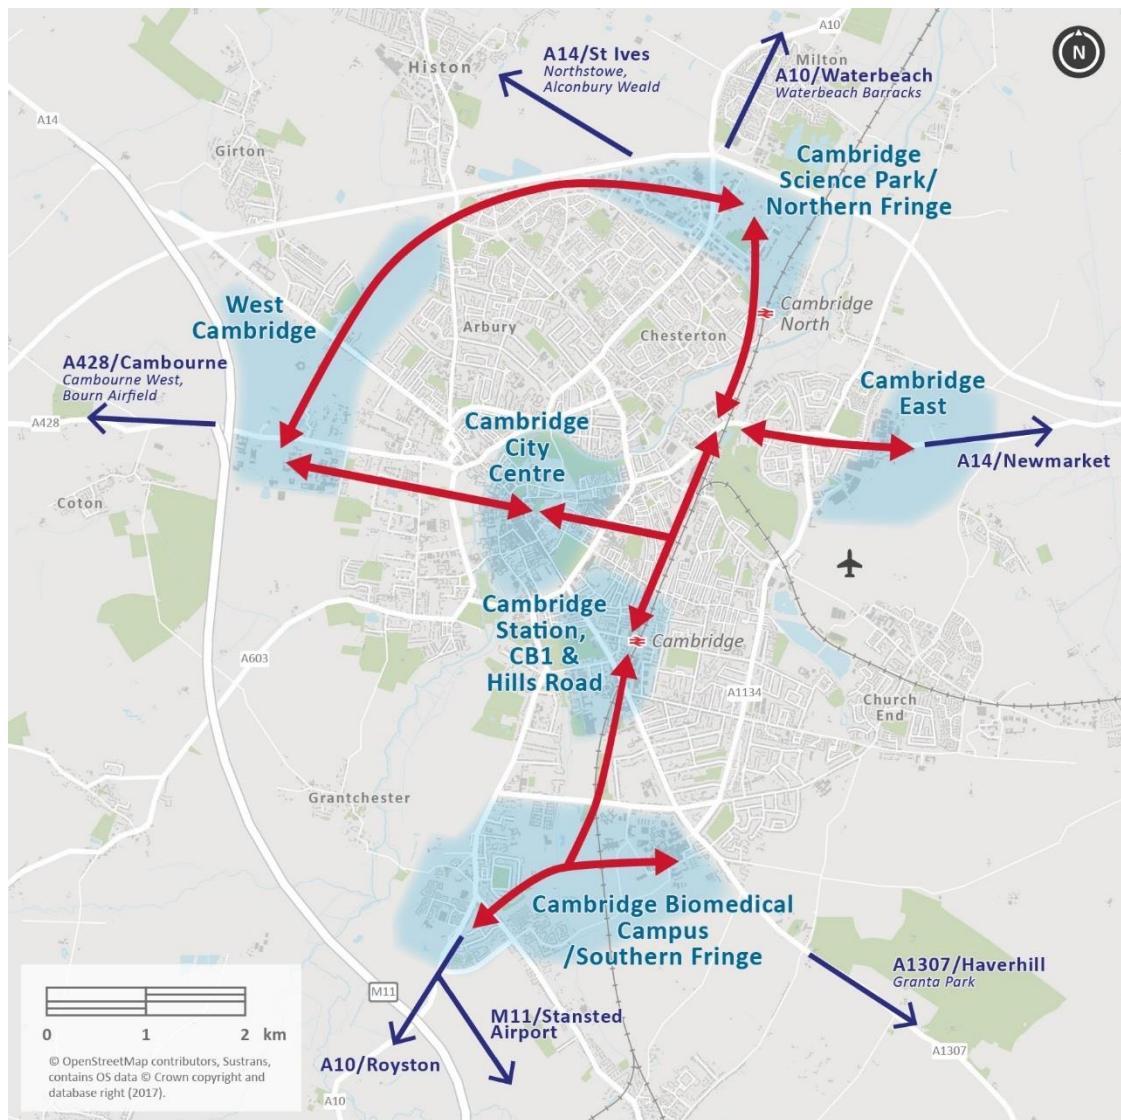 A10
N
A14/St Ives
Northstowe,
Alconbury Weald
Milton
Histon
A10/Waterbeach
Waterbeach Barracks
A14
Girton
Cambridge
Science Park/
Northern Fringe
West
Cambridge
Arbury
Chesterton
Cambridge
North
A428/Cambourne
Cambourne West,
Bourn Airfield
A428
Cambridge
East
Cambridge
City
Centre
A14/Newmarket
Coton
Cambridge
Station,
CB1 &
Hills Road
Cambridge
A603
A1134
Church
End
Grantchester
Cambridge Biomedical
Campus
/Southern Fringe
A1307/Haverhill
Granta Park
M11
M11/Stansted
Airport
A10/Royston
A10
A1307
0 1 2 km
© OpenStreetMap contributors, Sustrans,
contains OS data © Crown copyright and
database right (2017).